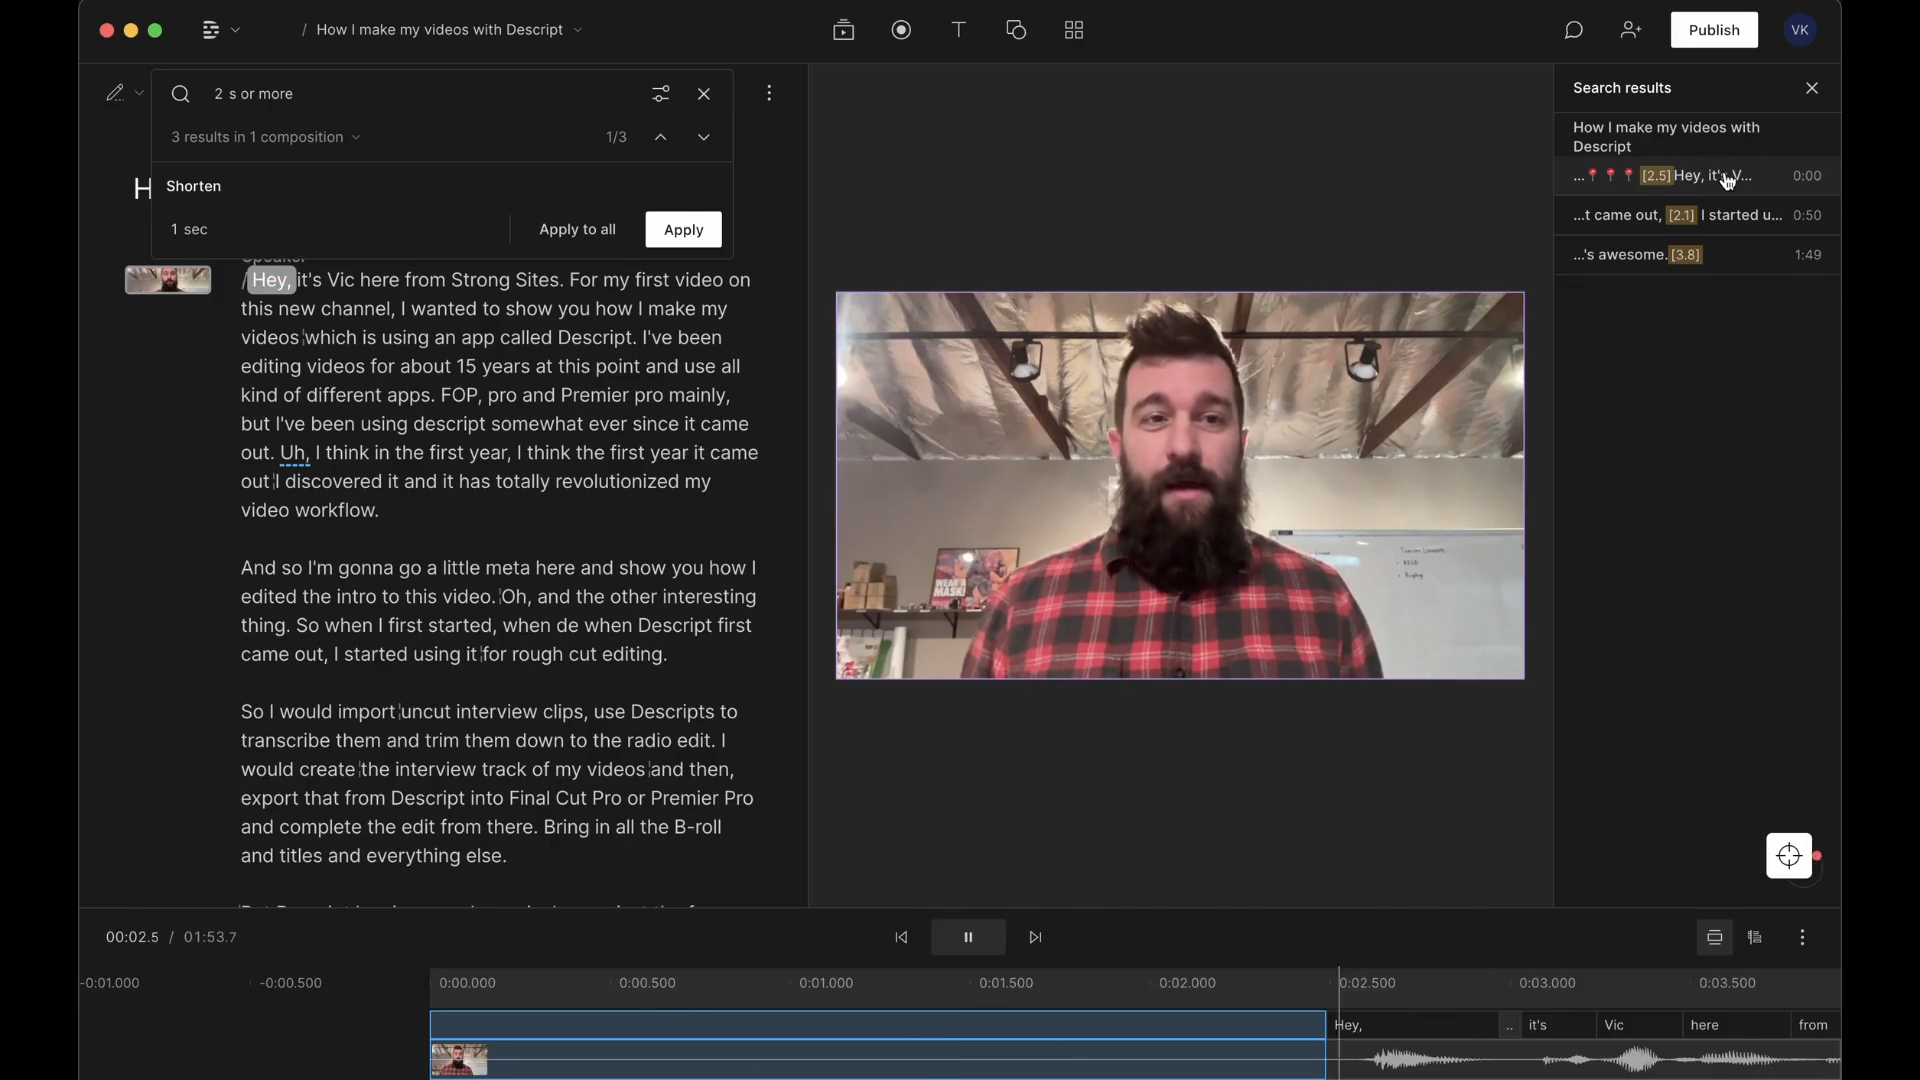 / How I make my videos with Descript
Publish
VK
2 s or more
3 results in 1 composition
1/3
H
Shorten
1 sec
Apply to all
Apply
Speaker
/ Hey, it's Vic here from Strong Sites. For my first video on
this new channel, I wanted to show you how I make my
videos which is using an app called Descript. I've been
editing videos for about 15 years at this point and use all
kind of different apps. FOP, pro and Premier pro mainly,
but I've been using descript somewhat ever since it came
out. Uh, I think in the first year, I think the first year it came
out I discovered it and it has totally revolutionized my
video workflow.
And so I'm gonna go a little meta here and show you how I
edited the intro to this video. Oh, and the other interesting
thing. So when I first started, when de when Descript first
came out, I started using it for rough cut editing.
So I would import uncut interview clips, use Descripts to
transcribe them and trim them down to the radio edit. I
would create the interview track of my videos and then,
export that from Descript into Final Cut Pro or Premier Pro
and complete the edit from there. Bring in all the B-roll
and titles and everything else.
WEAR A
MASK!
Search results
How I make my videos with
Descript
... [2.5] Hey, it's V... 0:00
...t came out, [2.1] I started u... 0:50
...'s awesome. [3.8] 1:49
00:02.5 / 01:53.7
-0:01.000 -0:00.500 0:00.000 0:00.500 0:01.000 0:01.500 0:02.000 0:02.500 0:03.000 0:03.500
Hey, .. it's Vic here from